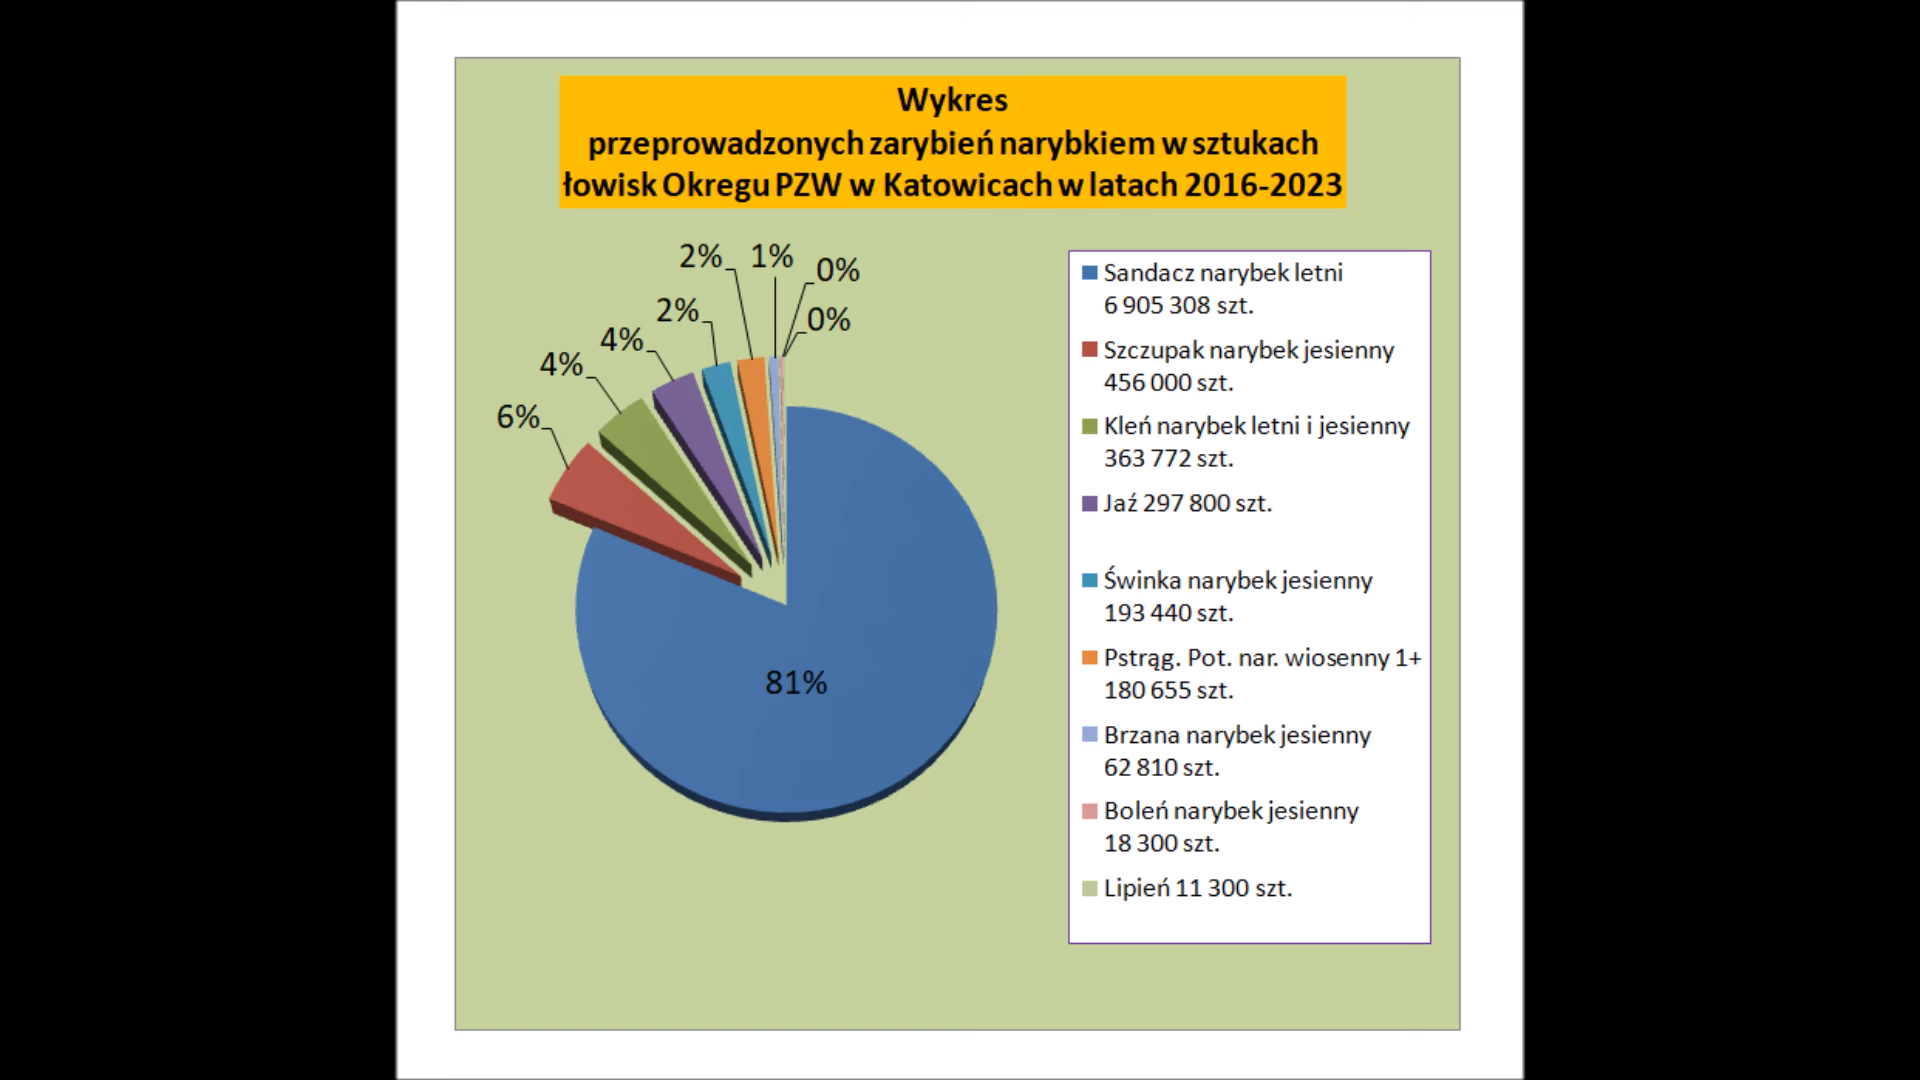 Wykres
przeprowadzonych zarybień narybkiem w sztukach
łowisk Okregu PZW w Katowicach w latach 2016-2023
2%
1%
0%
2%
0%
4%
4%
6%
81%
Sandacz narybek letni
6 905 308 szt.
Szczupak narybek jesienny
456 000 szt.
Kleń narybek letni i jesienny
363 772 szt.
Jaź 297 800 szt.
Świnka narybek jesienny
193 440 szt.
Pstrąg. Pot. nar. wiosenny 1+
180 655 szt.
Brzana narybek jesienny
62 810 szt.
Boleń narybek jesienny
18 300 szt.
Lipień 11 300 szt.